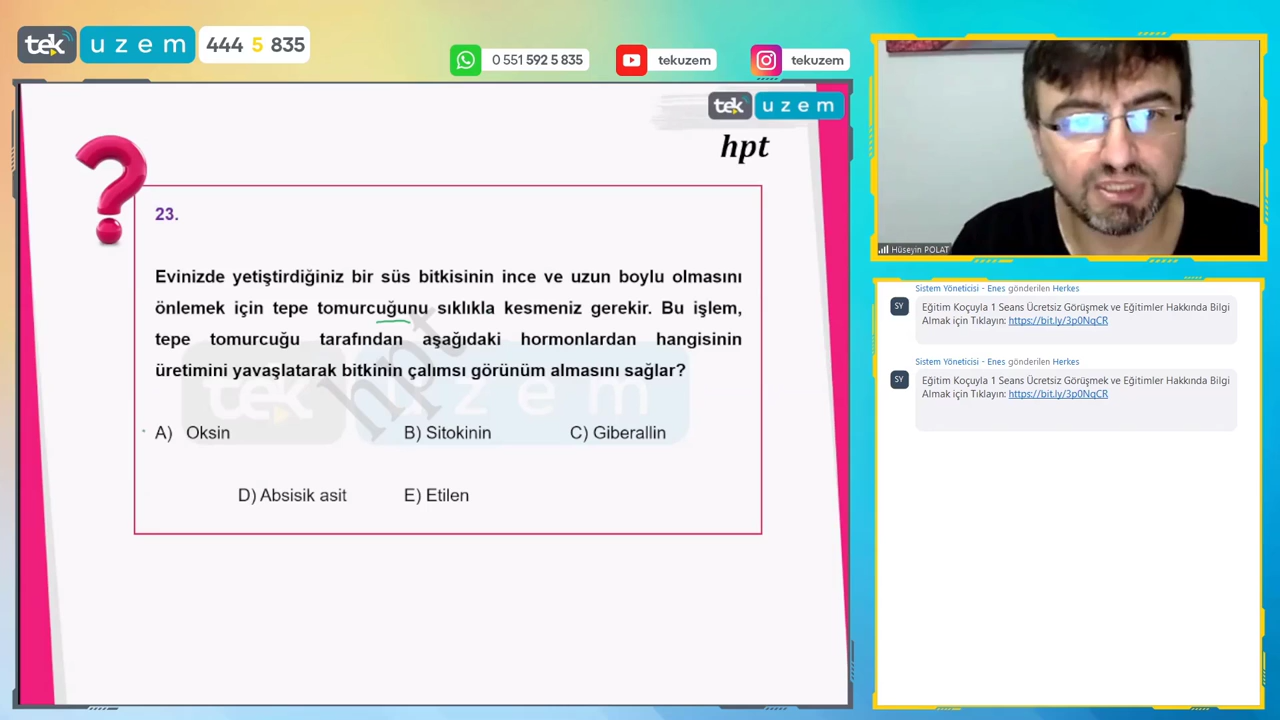 tek uzem 444 5 835
0 551 592 5 835
tekuzem
tekuzem
tek uzem
hpt
23.
Evinizde yetiştirdiğiniz bir süs bitkisinin ince ve uzun boylu olmasını
önlemek için tepe tomurcuğunu sıklıkla kesmeniz gerekir. Bu işlem,
tepe tomurcuğu tarafından aşağıdaki hormonlardan hangisinin
üretimini yavaşlatarak bitkinin çalımsı görünüm almasını sağlar?
tek uzem
hpt
A) Oksin B) Sitokinin C) Giberallin
D) Absisik asit E) Etilen
Hüseyin POLAT
Sistem Yöneticisi - Enes gönderilen Herkes
SY
Eğitim Koçuyla 1 Seans Ücretsiz Görüşmek ve Eğitimler Hakkında Bilgi
Almak için Tıklayın: https://bit.ly/3p0NqCR
Sistem Yöneticisi - Enes gönderilen Herkes
SY
Eğitim Koçuyla 1 Seans Ücretsiz Görüşmek ve Eğitimler Hakkında Bilgi
Almak için Tıklayın: https://bit.ly/3p0NqCR